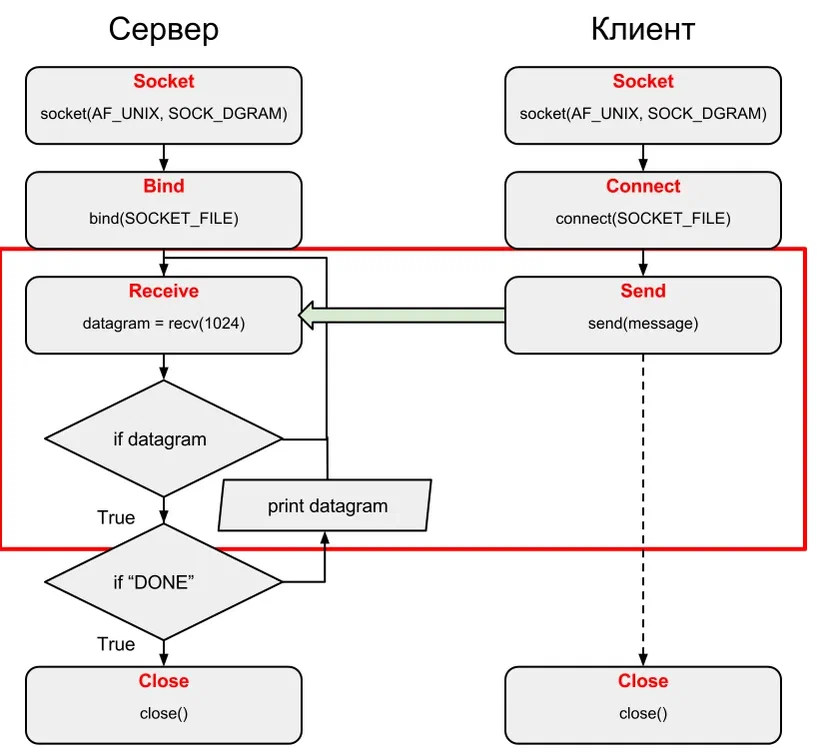 Сервер
Клиент
Socket
socket(AF_UNIX, SOCK_DGRAM)
Socket
socket(AF_UNIX, SOCK_DGRAM)
Bind
bind(SOCKET_FILE)
Connect
connect(SOCKET_FILE)
Receive
datagram = recv(1024)
Send
send(message)
if datagram
print datagram
True
if “DONE”
True
Close
close()
Close
close()